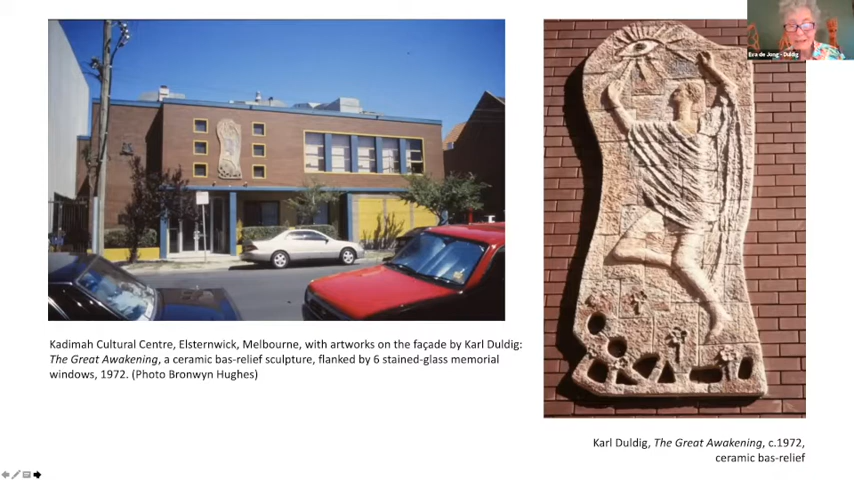 Eva de Jong - Duldig
Kadimah Cultural Centre, Elsternwick, Melbourne, with artworks on the façade by Karl Duldig:
The Great Awakening, a ceramic bas-relief sculpture, flanked by 6 stained-glass memorial
windows, 1972. (Photo Bronwyn Hughes)
Karl Duldig, The Great Awakening, c.1972,
ceramic bas-relief